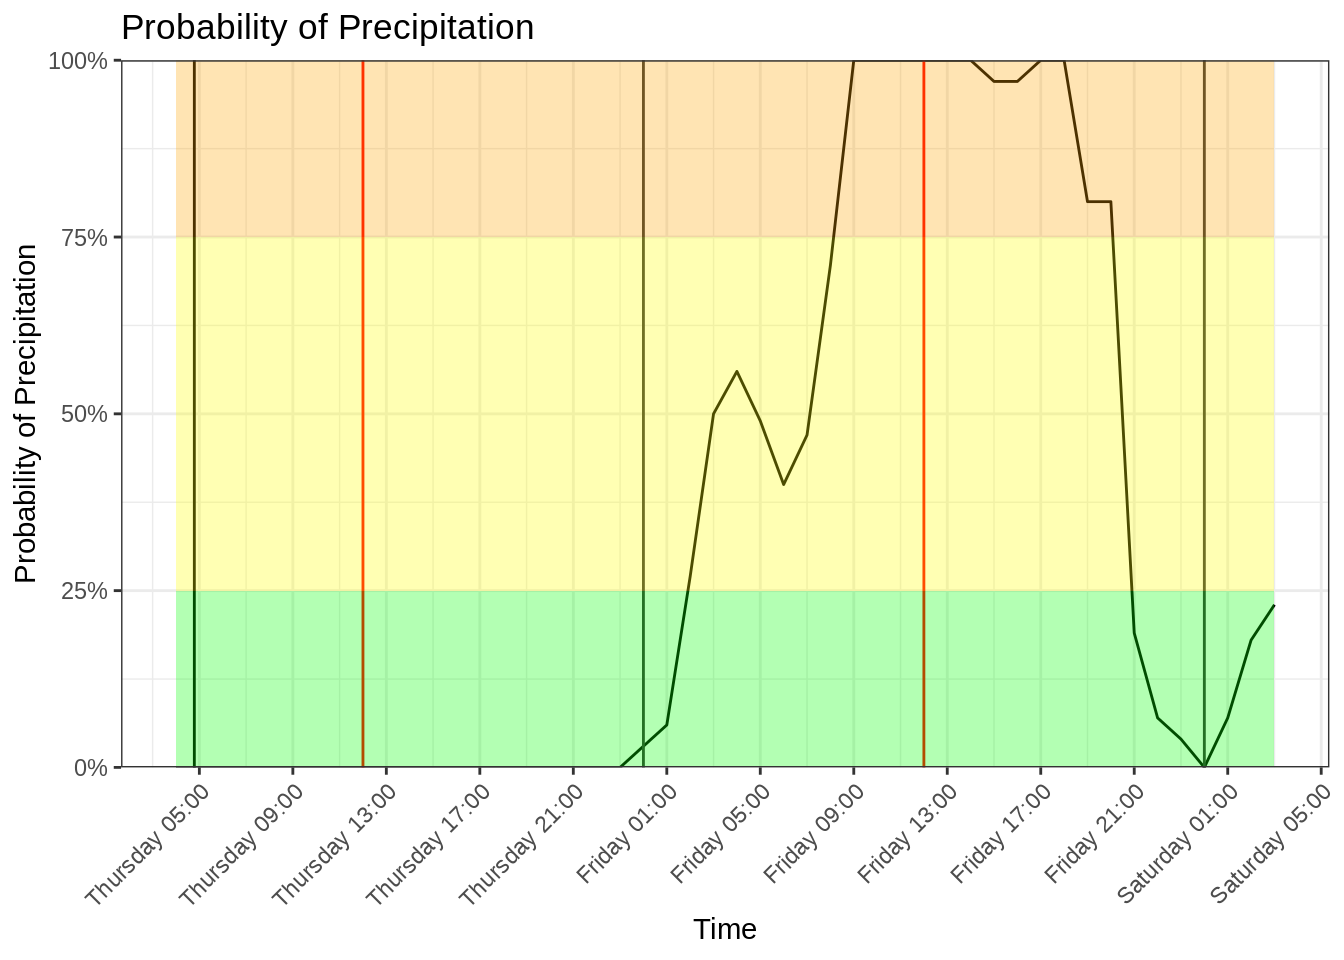 Probability of Precipitation
Probability of Precipitation
100%
75%
50%
25%
0%
Thursday 05:00
Thursday 09:00
Thursday 13:00
Thursday 17:00
Thursday 21:00
Friday 01:00
Friday 05:00
Friday 09:00
Friday 13:00
Friday 17:00
Friday 21:00
Saturday 01:00
Saturday 05:00
Time